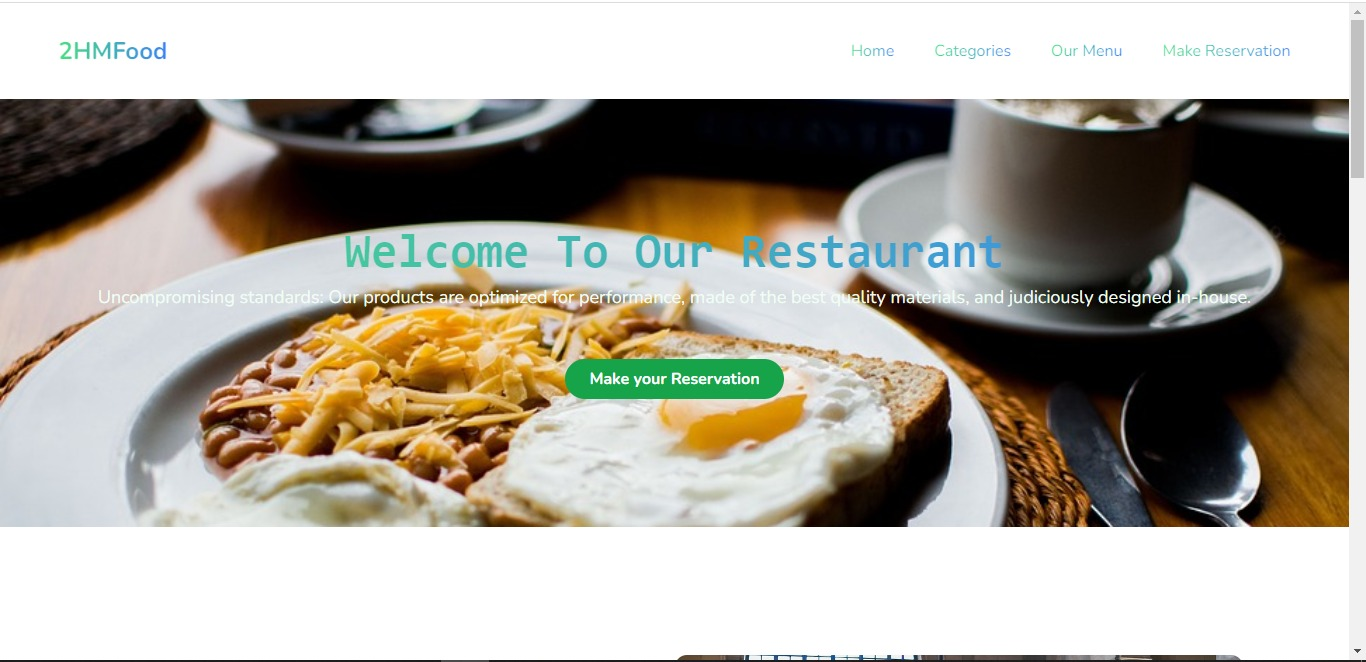 2HMFood
Home
Categories
Our Menu
Make Reservation
Welcome To Our Restaurant
Uncompromising standards: Our products are optimized for performance, made of the best quality materials, and judiciously designed in-house.
Make your Reservation